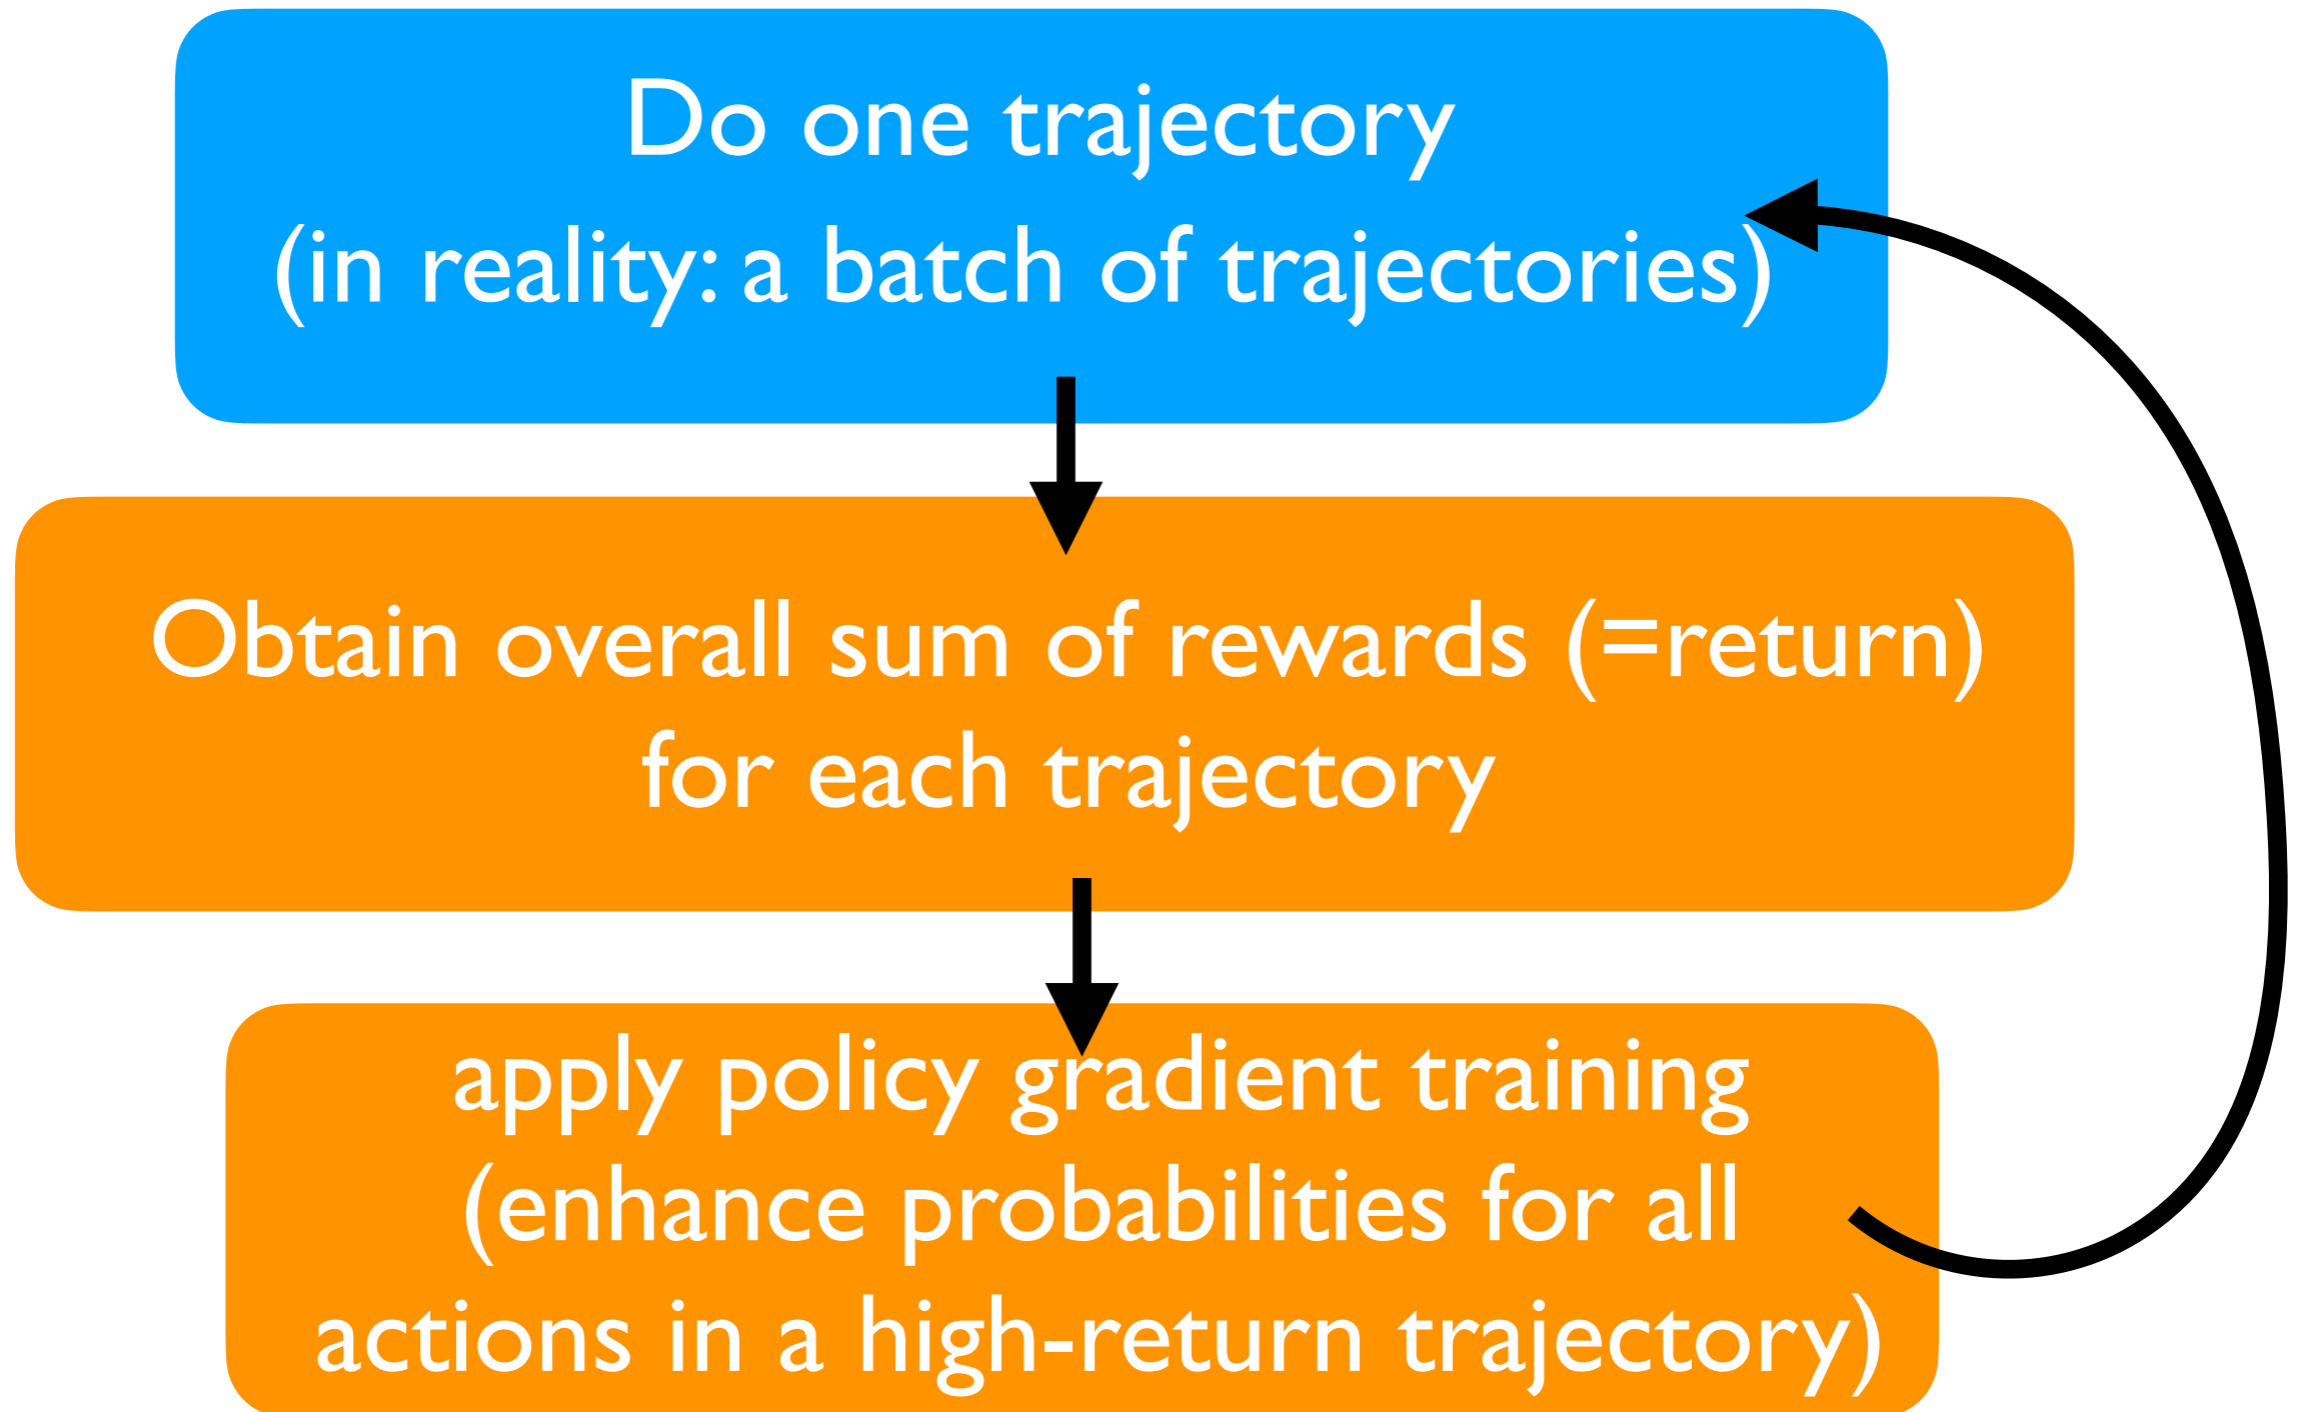 Do one trajectory
(in reality: a batch of trajectories)
Obtain overall sum of rewards (=return)
for each trajectory
apply policy gradient training
(enhance probabilities for all
actions in a high-return trajectory)